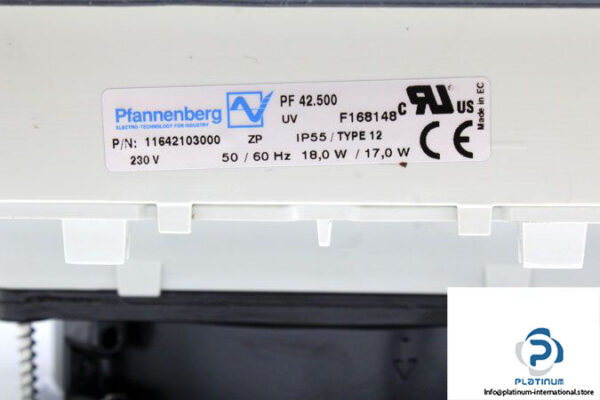 Pfannenberg
ELECTRO-TECHNOLOGY FOR INDUSTRY
PF 42.500
UV F168148
C RU US
Made in EC
P/N: 11642103000 ZP IP55 / TYPE 12
230 V 50 / 60 Hz 18,0 W / 17,0 W
CE
PLATINUM
Info@platinum-international.store